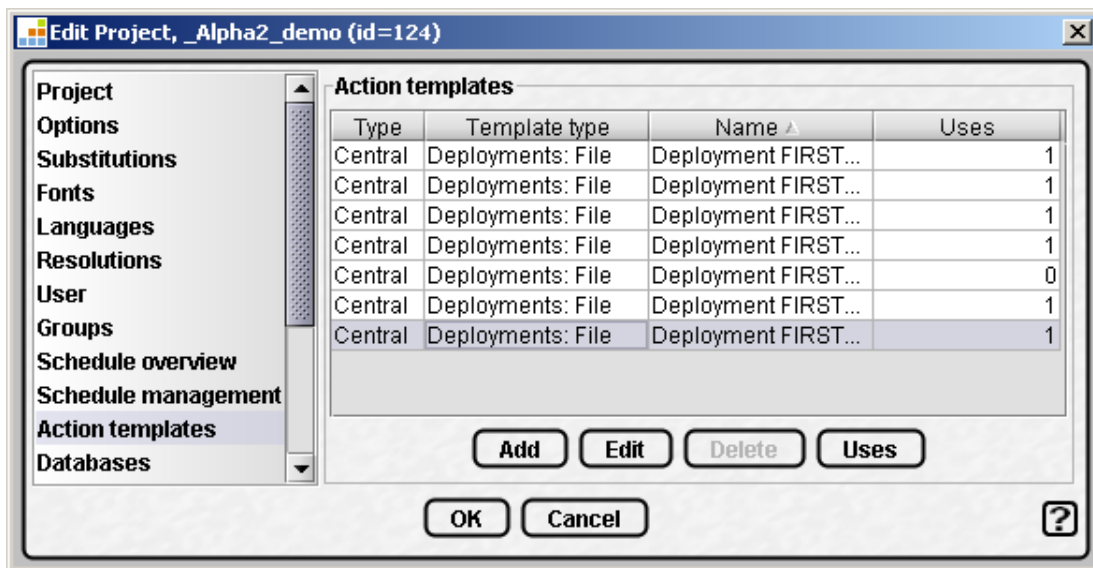 Edit Project, _Alpha2_demo (id=124)
Project
Options
Substitutions
Fonts
Languages
Resolutions
User
Groups
Schedule overview
Schedule management
Action templates
Databases
Action templates
Type Template type Name Uses
Central Deployments: File Deployment FIRST... 1
Central Deployments: File Deployment FIRST... 1
Central Deployments: File Deployment FIRST... 1
Central Deployments: File Deployment FIRST... 1
Central Deployments: File Deployment FIRST... 0
Central Deployments: File Deployment FIRST... 1
Central Deployments: File Deployment FIRST... 1
Add Edit Delete Uses
OK Cancel ?